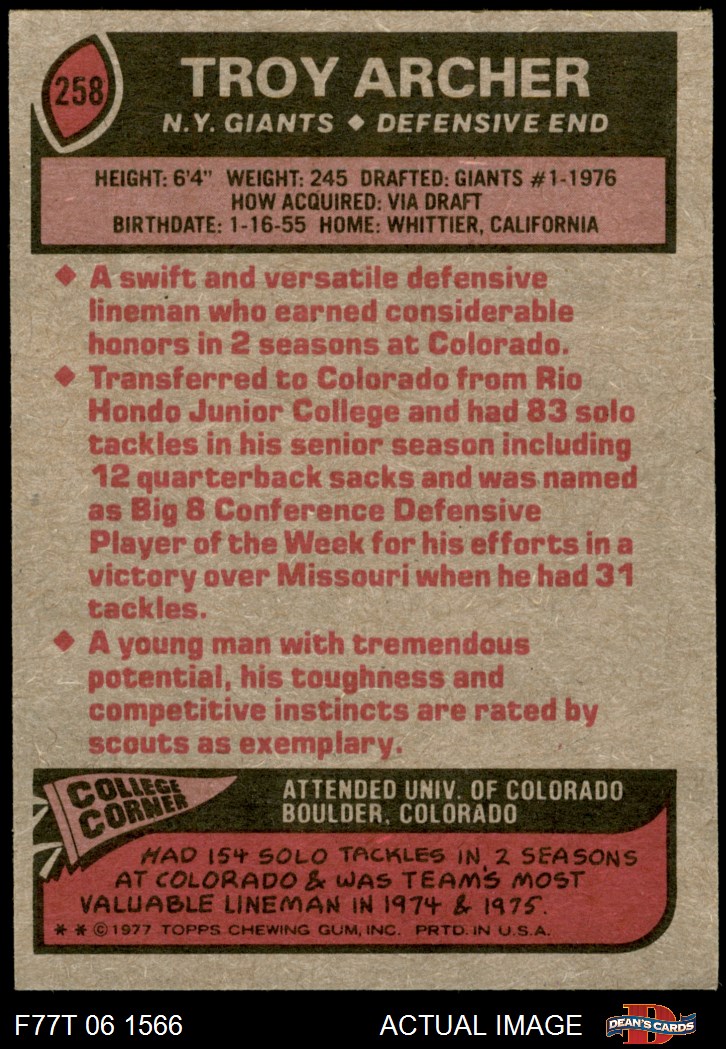 258
TROY ARCHER
N.Y. GIANTS ◆ DEFENSIVE END
HEIGHT: 6'4" WEIGHT: 245 DRAFTED: GIANTS #1-1976
HOW ACQUIRED: VIA DRAFT
BIRTHDATE: 1-16-55 HOME: WHITTIER, CALIFORNIA
◆ A swift and versatile defensive
lineman who earned considerable
honors in 2 seasons at Colorado.
◆ Transferred to Colorado from Rio
Hondo Junior College and had 83 solo
tackles in his senior season including
12 quarterback sacks and was named
as Big 8 Conference Defensive
Player of the Week for his efforts in a
victory over Missouri when he had 31
tackles.
◆ A young man with tremendous
potential, his toughness and
competitive instincts are rated by
scouts as exemplary.
COLLEGE
CORNER
ATTENDED UNIV. OF COLORADO
BOULDER, COLORADO
HAD 154 SOLO TACKLES IN 2 SEASONS
AT COLORADO & WAS TEAM'S MOST
VALUABLE LINEMAN IN 1974 & 1975.
* * © 1977 TOPPS CHEWING GUM, INC. PRTD. IN U.S.A.
F77T 06 1566
ACTUAL IMAGE
D
DEAN'S CARDS